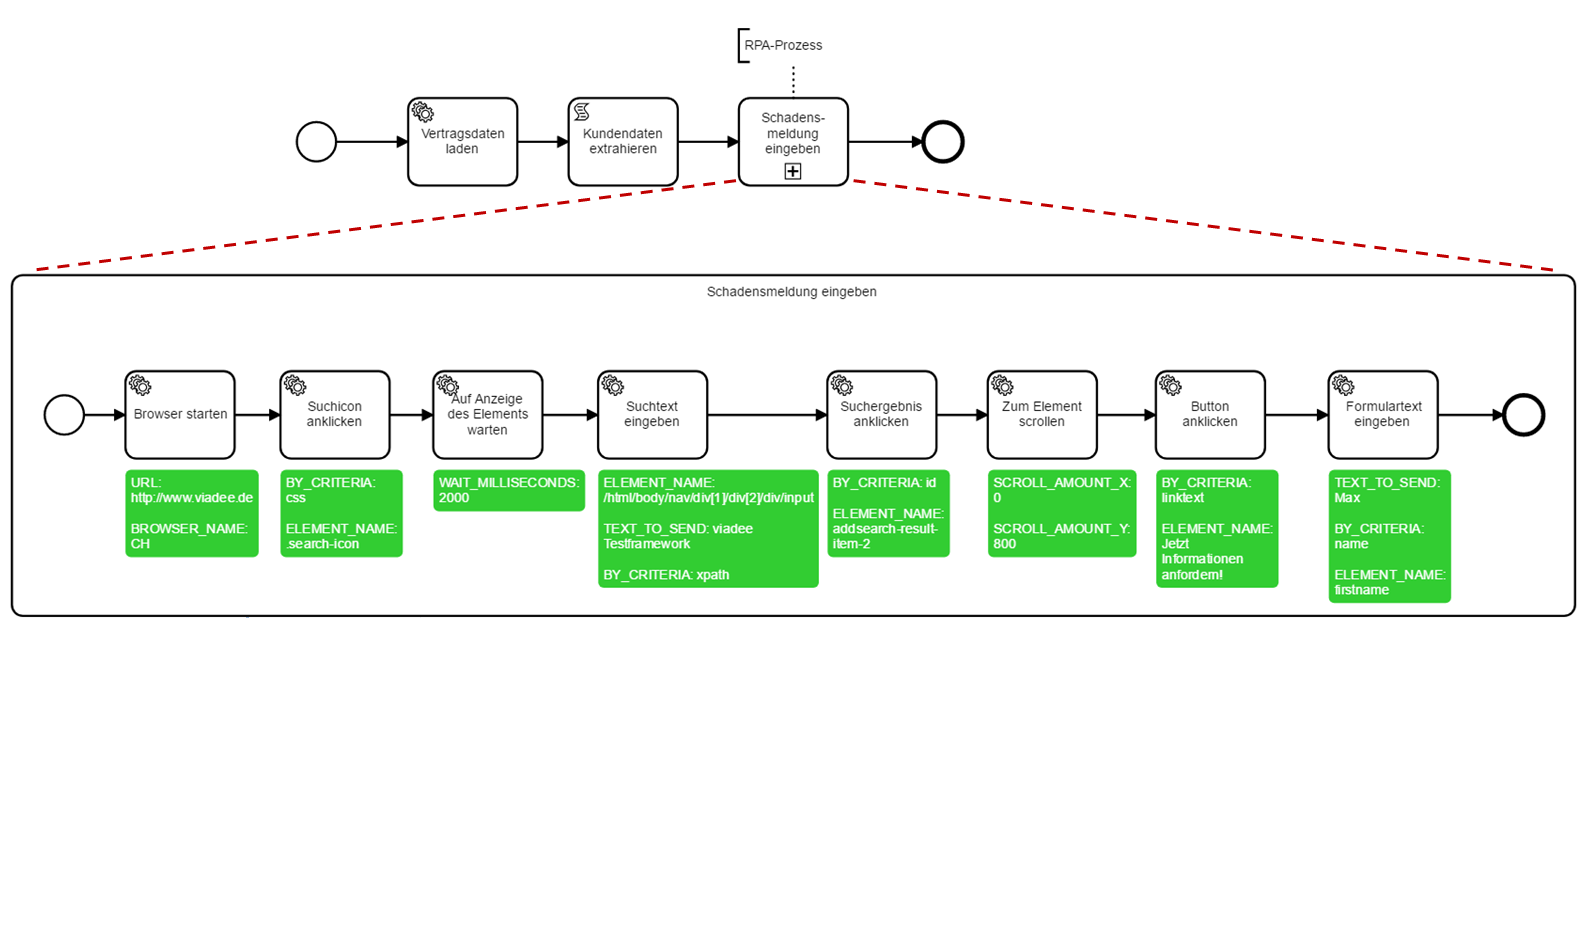 RPA-Prozess
Vertragsdaten
laden
Kundendaten
extrahieren
Schadens-
meldung
eingeben
Schadensmeldung eingeben
Browser starten
Suchicon
anklicken
Auf Anzeige
des Elements
warten
Suchtext
eingeben
Suchergebnis
anklicken
Zum Element
scrollen
Button
anklicken
Formulartext
eingeben
URL:
http://www.viadee.de
BROWSER_NAME:
CH
BY_CRITERIA:
css
ELEMENT_NAME:
.search-icon
WAIT_MILLISECONDS:
2000
ELEMENT_NAME:
/html/body/nav/div[1]/div[2]/div/input
TEXT_TO_SEND: viadee
Testframework
BY_CRITERIA: xpath
BY_CRITERIA: id
ELEMENT_NAME:
addsearch-result-
item-2
SCROLL_AMOUNT_X:
0
SCROLL_AMOUNT_Y:
800
BY_CRITERIA:
linktext
ELEMENT_NAME:
Jetzt
Informationen
anfordern!
TEXT_TO_SEND:
Max
BY_CRITERIA:
name
ELEMENT_NAME:
firstname